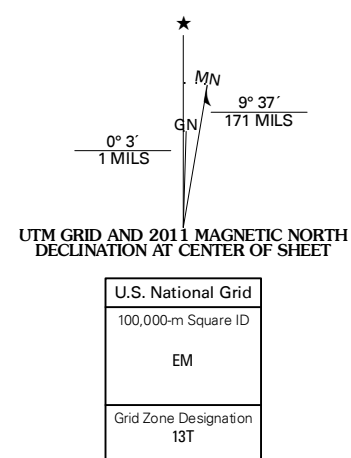 ★
MN
9° 37´
171 MILS
GN
0° 3´
1 MILS
UTM GRID AND 2011 MAGNETIC NORTH
DECLINATION AT CENTER OF SHEET
U.S. National Grid
100,000-m Square ID
EM
Grid Zone Designation
13T